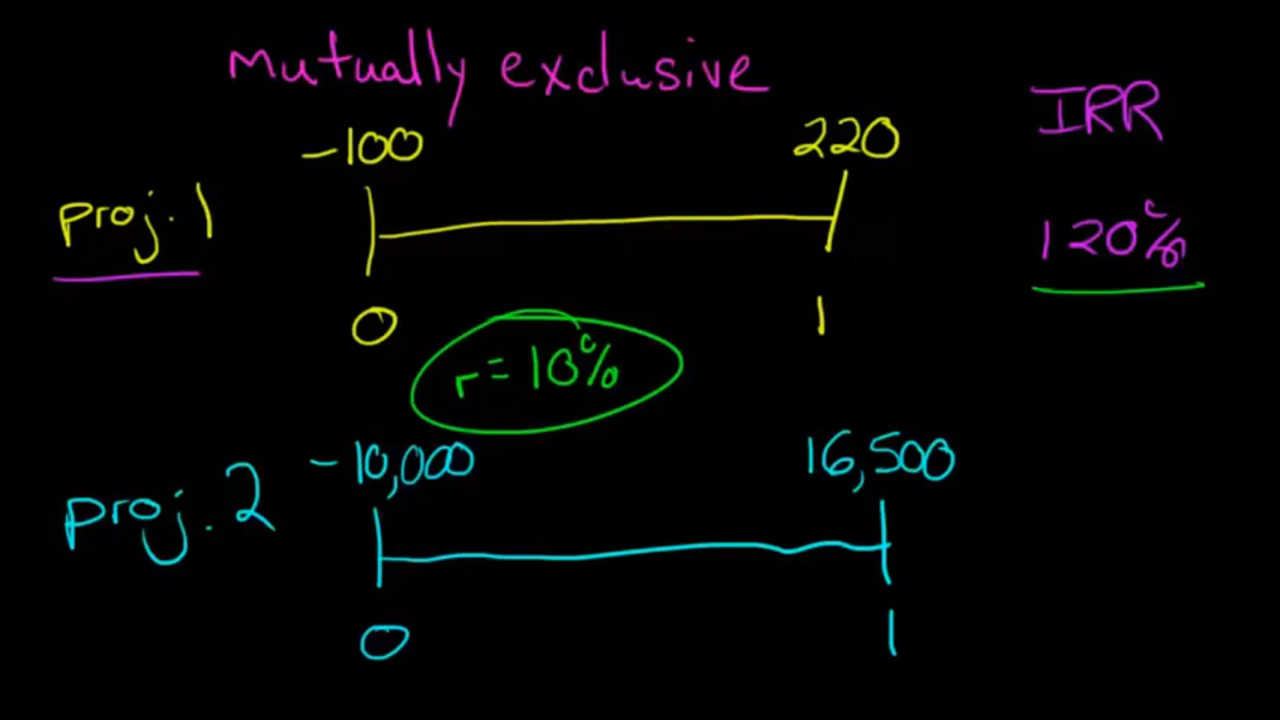 Mutually exclusive
IRR
-100 220
Proj. 1
120%
0 1
r = 10%
-10,000 16,500
Proj. 2
0 1